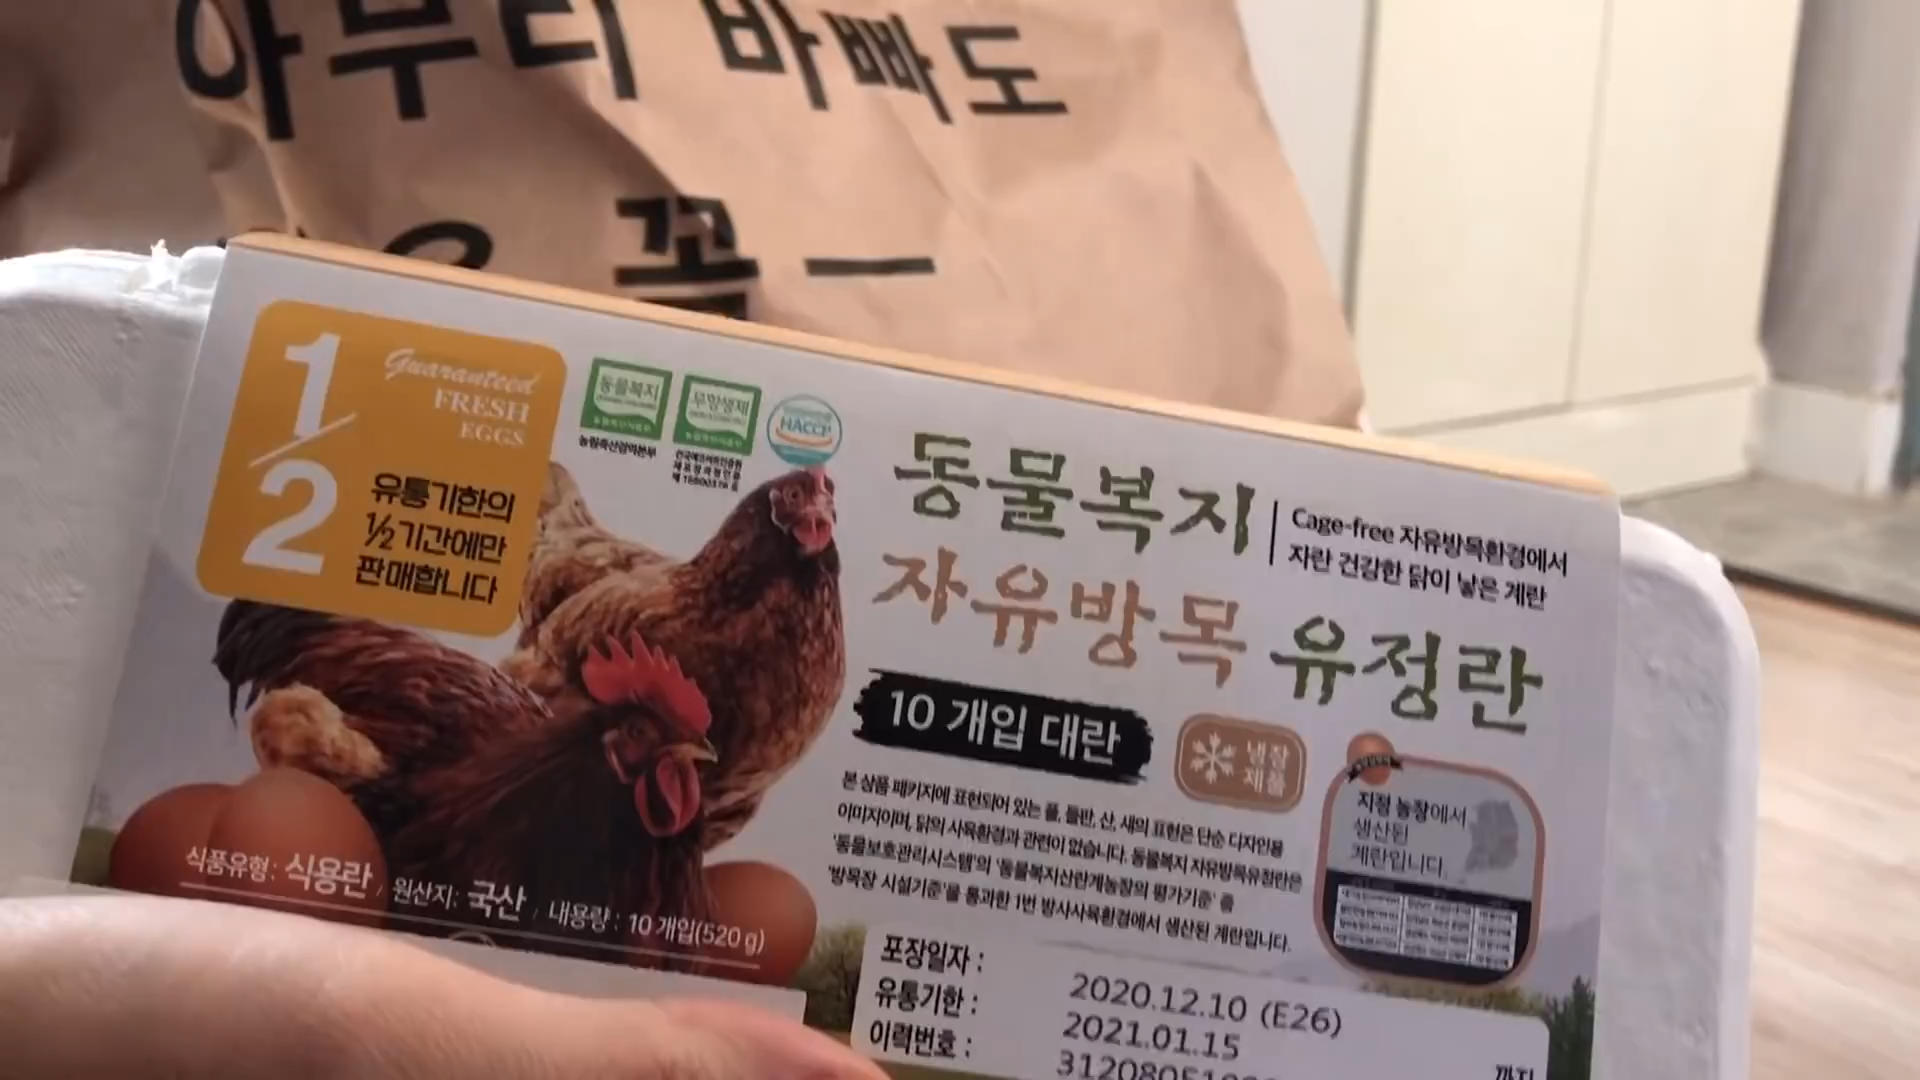 아무리 바빠도
꼴一
1/2
Guaranteed
FRESH
EGGS
유통기한의
1/2 기간에만
판매합니다
동물복지
농림축산검역본부
무항생제
HACCP
동물복지
Cage-free 자유방목환경에서
자란 건강한 닭이 낳은 계란
자유방목 유정란
10 개입 대란
냉장
제품
본 상품 패키지에 표현되어 있는 풀, 들판, 산, 새의 표현은 단순 디자인용
이미지이며, 닭의 사육환경과 관련이 없습니다. 동물복지 자유방목유정란은
'동물보호관리시스템'의 '동물복지산란계농장의 평가기준' 중
'방목장 시설기준'을 통과한 1번 방사사육환경에서 생산된 계란입니다.
지정 농장에서
생산된
계란입니다.
식품유형: 식용란 / 원산지: 국산 / 내용량 : 10 개입(520 g)
포장일자 : 2020.12.10 (E26)
유통기한 : 2021.01.15 까지
이력번호 :